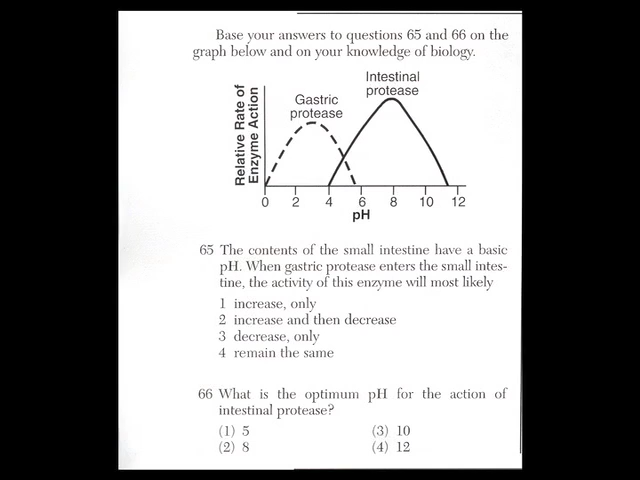 Base your answers to questions 65 and 66 on the
graph below and on your knowledge of biology.
Intestinal
protease
Gastric
protease
Relative Rate of
Enzyme Action
0 2 4 6 8 10 12
pH
65 The contents of the small intestine have a basic
pH. When gastric protease enters the small intes-
tine, the activity of this enzyme will most likely
1 increase, only
2 increase and then decrease
3 decrease, only
4 remain the same
66 What is the optimum pH for the action of
intestinal protease?
(1) 5 (3) 10
(2) 8 (4) 12